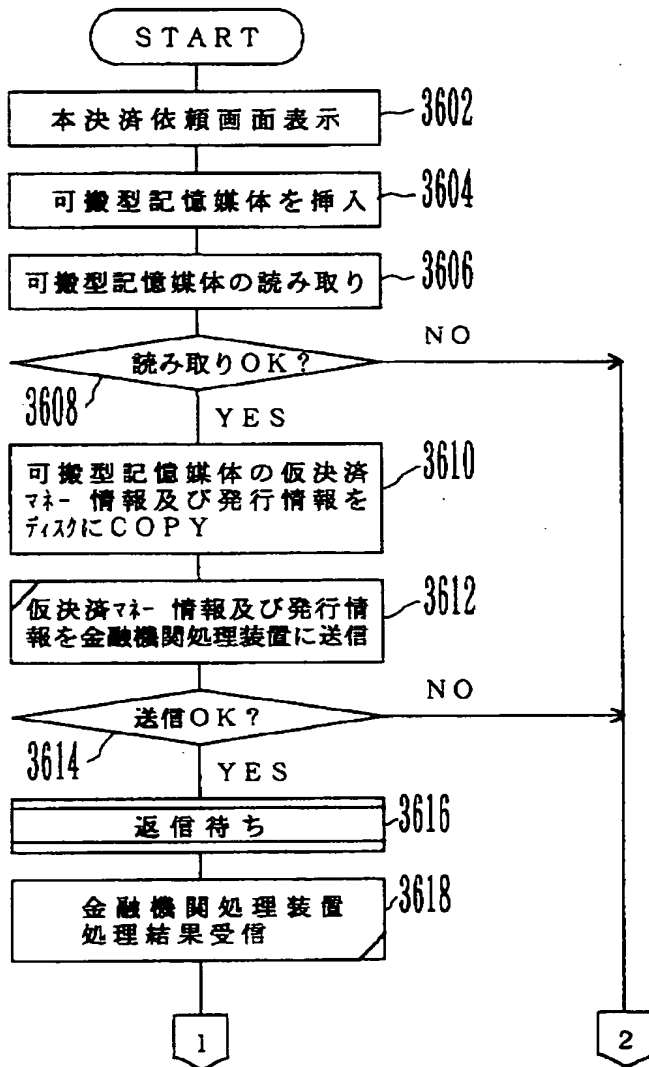 START
本決済依頼画面表示
3602
可搬型記憶媒体を挿入
3604
可搬型記憶媒体の読み取り
3606
読み取りOK?
NO
3608
YES
可搬型記憶媒体の仮決済
マネー情報及び発行情報を
ディスクにCOPY
3610
仮決済マネー情報及び発行情
報を金融機関処理装置に送信
3612
送信OK?
NO
3614
YES
返信待ち
3616
金融機関処理装置
処理結果受信
3618
1
2